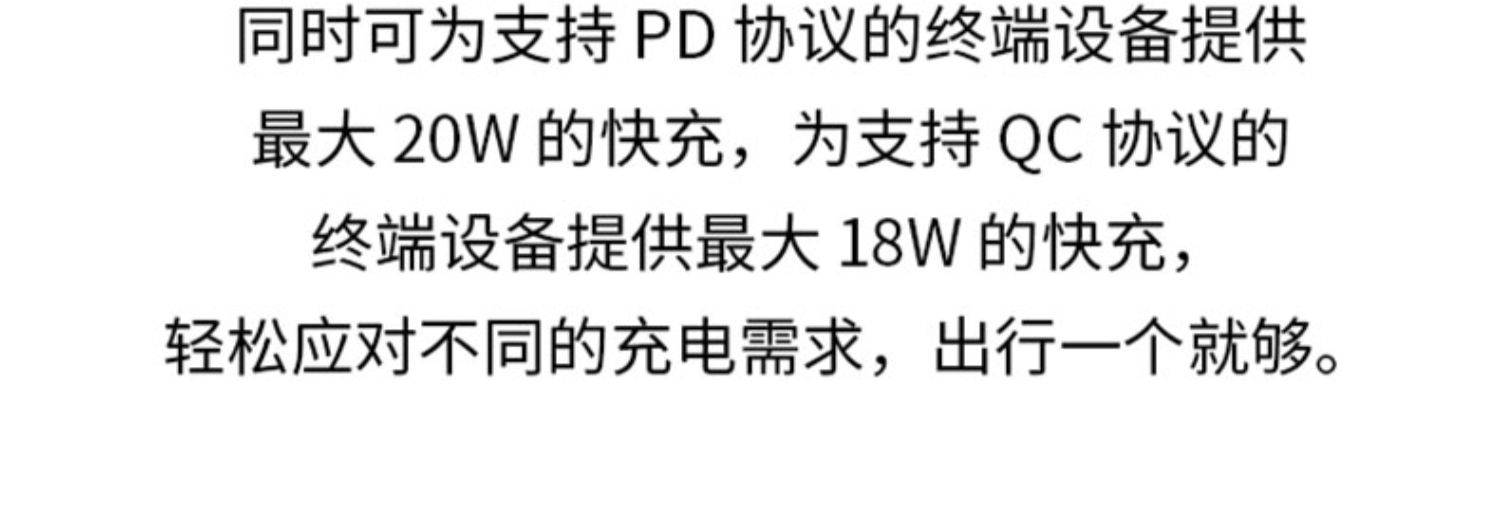 同时可为支持 PD 协议的终端设备提供
最大 20W 的快充，为支持 QC 协议的
终端设备提供最大 18W 的快充，
轻松应对不同的充电需求，出行一个就够。